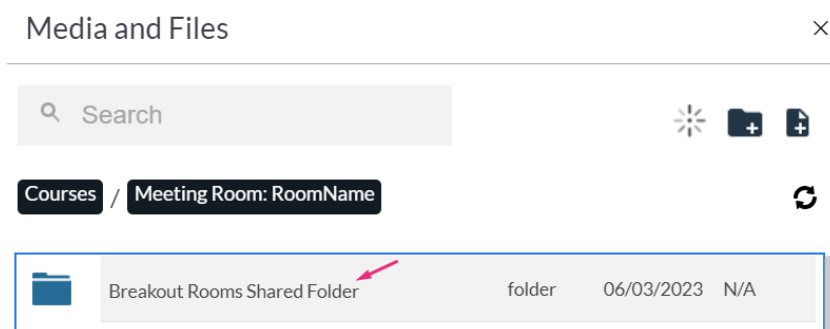 Media and Files
Search
Courses / Meeting Room: RoomName
Breakout Rooms Shared Folder folder 06/03/2023 N/A